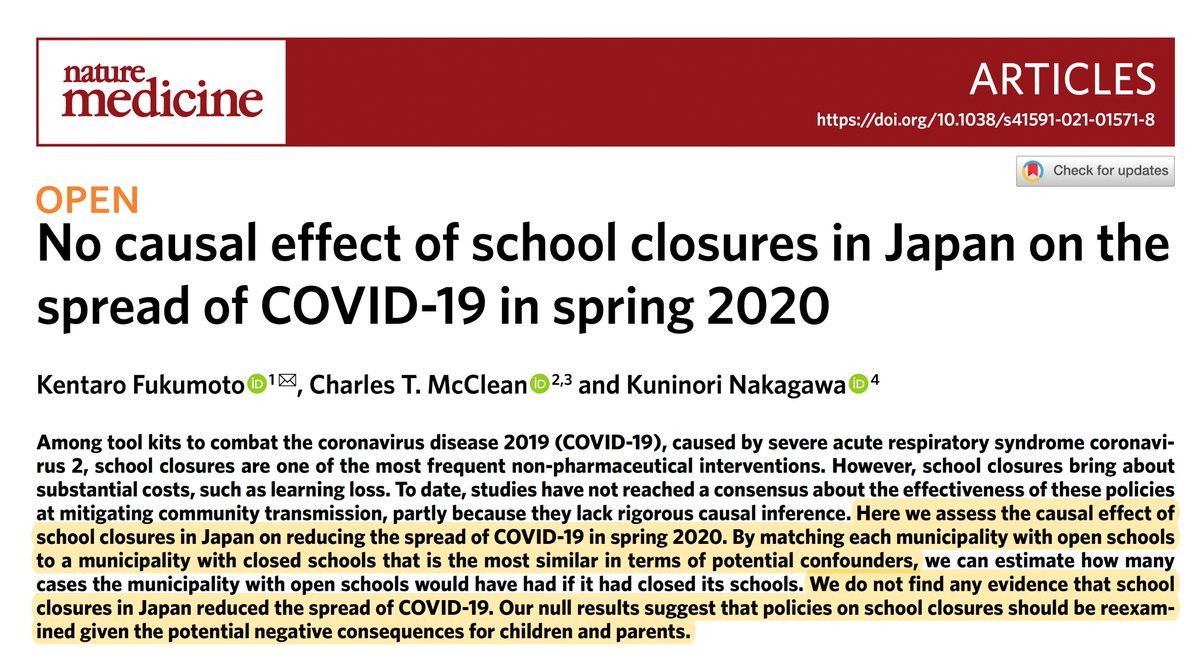 nature
medicine
ARTICLES
https://doi.org/10.1038/s41591-021-01571-8
Check for updates
OPEN
No causal effect of school closures in Japan on the
spread of COVID-19 in spring 2020
Kentaro Fukumoto iD 1✉, Charles T. McClean iD 2,3 and Kuninori Nakagawa iD 4
Among tool kits to combat the coronavirus disease 2019 (COVID-19), caused by severe acute respiratory syndrome coronavi-
rus 2, school closures are one of the most frequent non-pharmaceutical interventions. However, school closures bring about
substantial costs, such as learning loss. To date, studies have not reached a consensus about the effectiveness of these policies
at mitigating community transmission, partly because they lack rigorous causal inference. Here we assess the causal effect of
school closures in Japan on reducing the spread of COVID-19 in spring 2020. By matching each municipality with open schools
to a municipality with closed schools that is the most similar in terms of potential confounders, we can estimate how many
cases the municipality with open schools would have had if it had closed its schools. We do not find any evidence that school
closures in Japan reduced the spread of COVID-19. Our null results suggest that policies on school closures should be reexam-
ined given the potential negative consequences for children and parents.